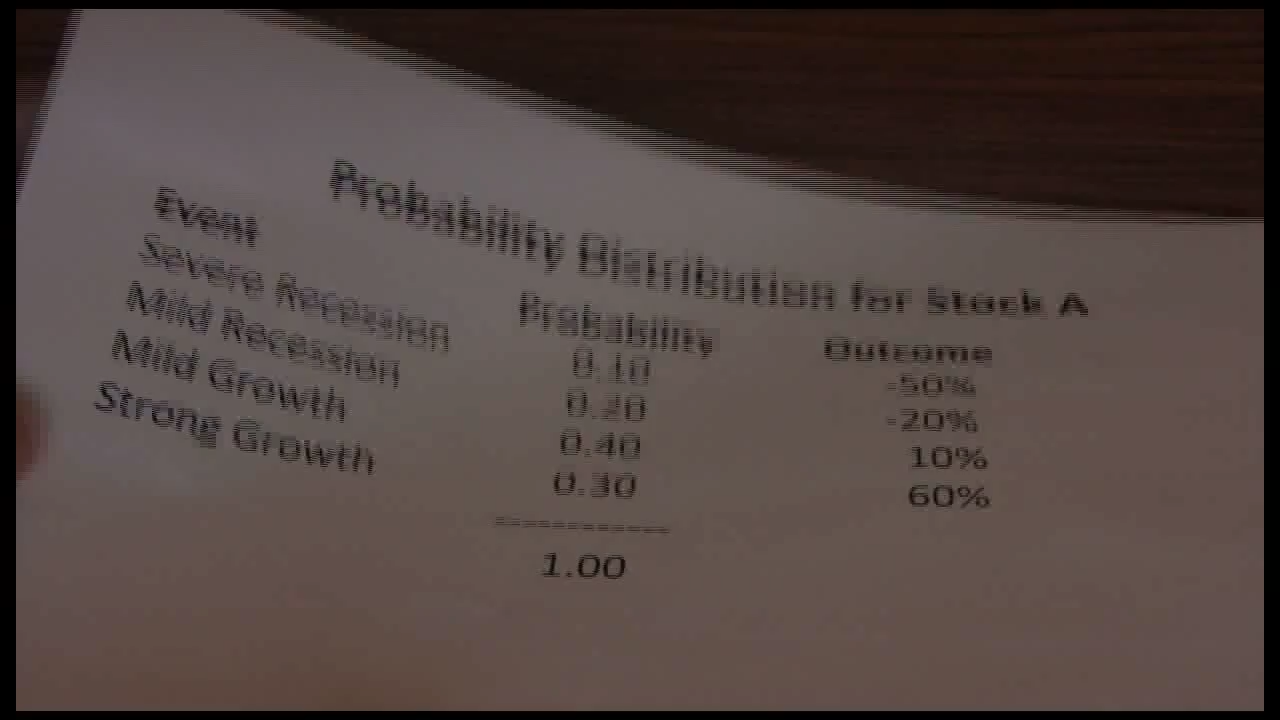 Probability Distribution for Stock A
Event Probability Outcome
Severe Recession 0.10 -50%
Mild Recession 0.20 -20%
Mild Growth 0.40 10%
Strong Growth 0.30 60%
------------
1.00